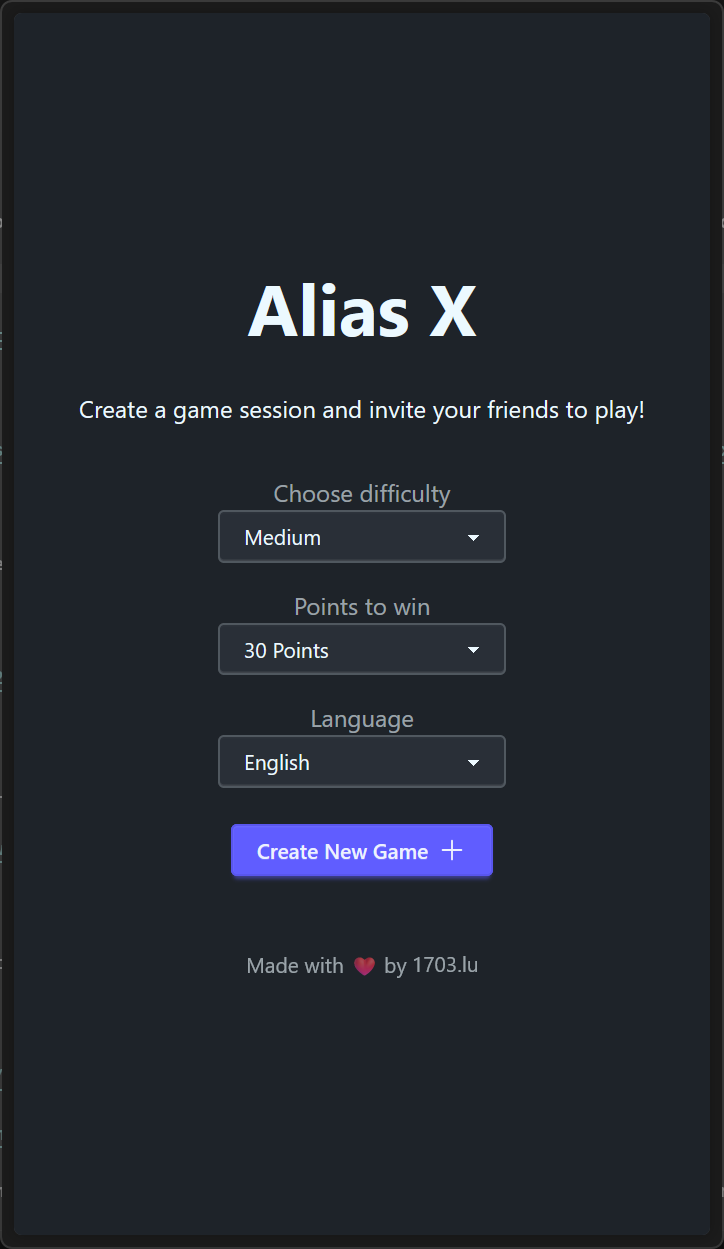 Alias X
Create a game session and invite your friends to play!
Choose difficulty
Medium
Points to win
30 Points
Language
English
Create New Game
Made with ❤️ by 1703.lu